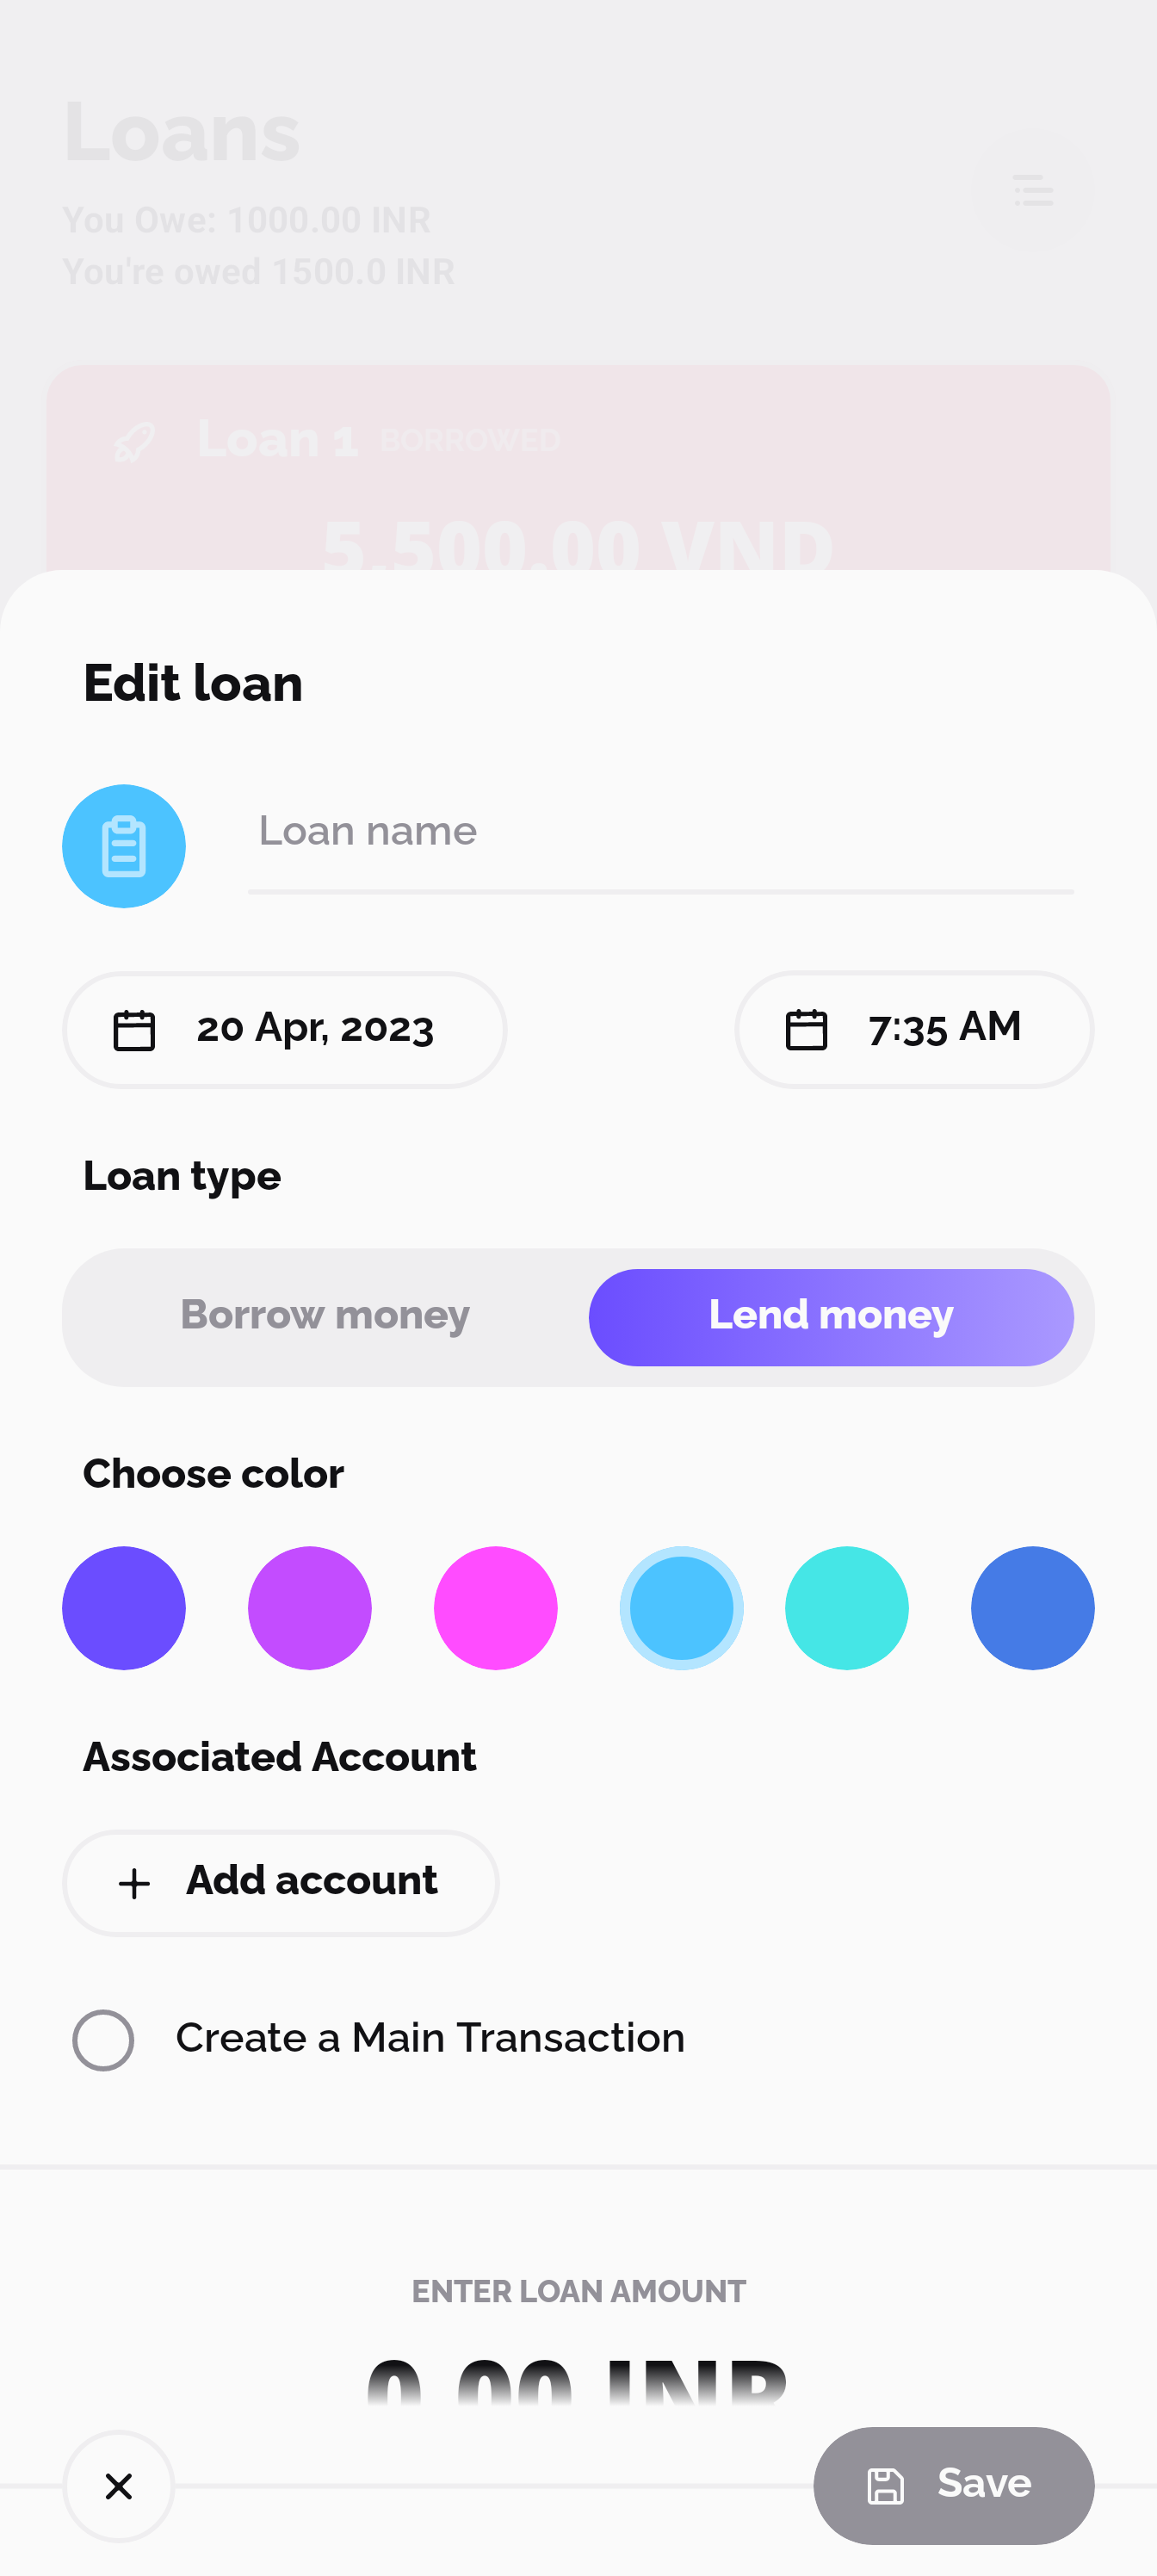 Loans
You Owe: 1000.00 INR
You're owed 1500.0 INR
Loan 1 BORROWED
5,500.00 VND
Edit loan
Loan name
20 Apr, 2023 7:35 AM
Loan type
Borrow money Lend money
Choose color
Associated Account
Add account
Create a Main Transaction
ENTER LOAN AMOUNT
0.00 INR
Save